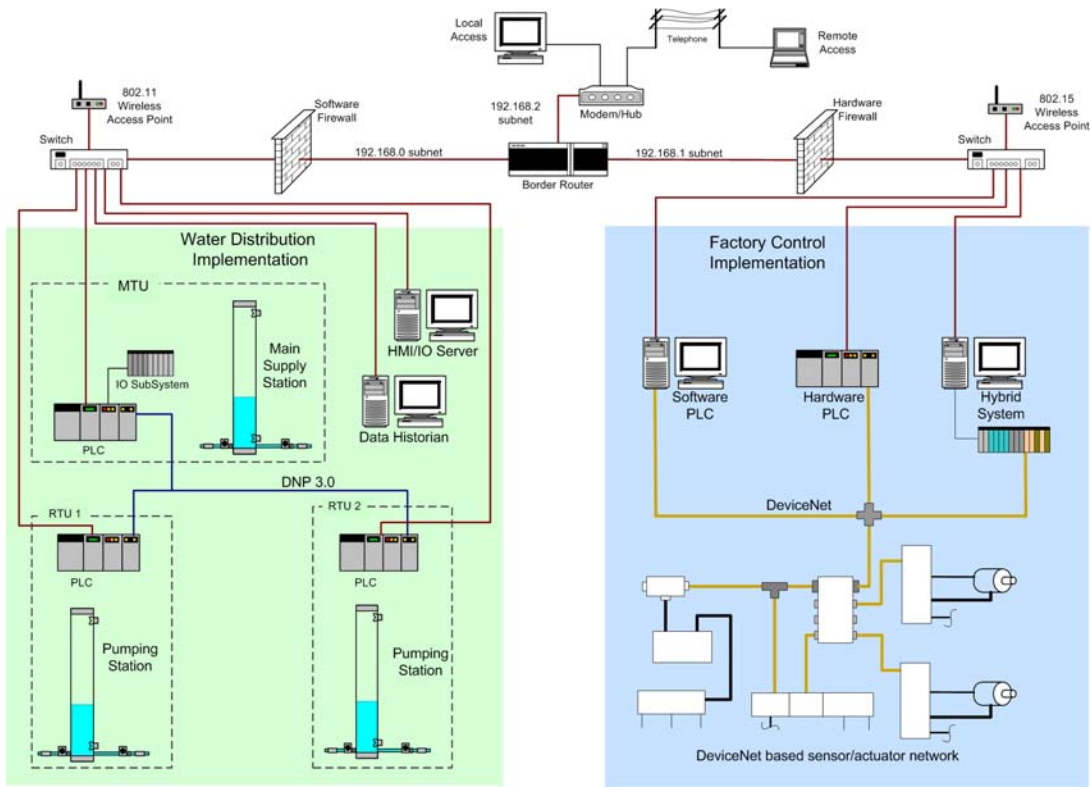 Local
Access
Telephone
Remote
Access
802.11
Wireless
Access Point
Software
Firewall
192.168.2
subnet
Modem/Hub
Hardware
Firewall
802.15
Wireless
Access Point
Switch
192.168.0 subnet
Border Router
192.168.1 subnet
Switch
Water Distribution
Implementation
MTU
IO SubSystem
PLC
Main
Supply
Station
HMI/IO Server
Data Historian
DNP 3.0
RTU 1
PLC
Pumping
Station
RTU 2
PLC
Pumping
Station
Factory Control
Implementation
Software
PLC
Hardware
PLC
Hybrid
System
DeviceNet
DeviceNet based sensor/actuator network